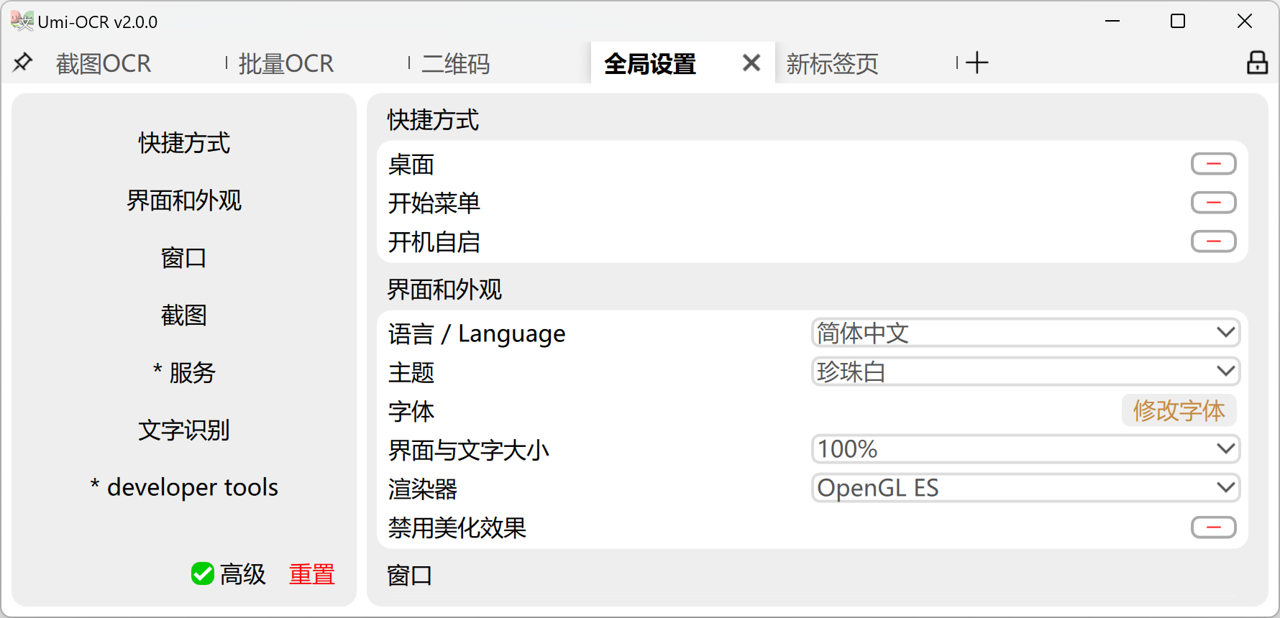 Umi-OCR v2.0.0
截图OCR
批量OCR
二维码
全局设置
新标签页
快捷方式
界面和外观
窗口
截图
* 服务
文字识别
* developer tools
高级
重置
快捷方式
桌面
开始菜单
开机自启
界面和外观
语言 / Language 简体中文
主题 珍珠白
字体 修改字体
界面与文字大小 100%
渲染器 OpenGL ES
禁用美化效果
窗口